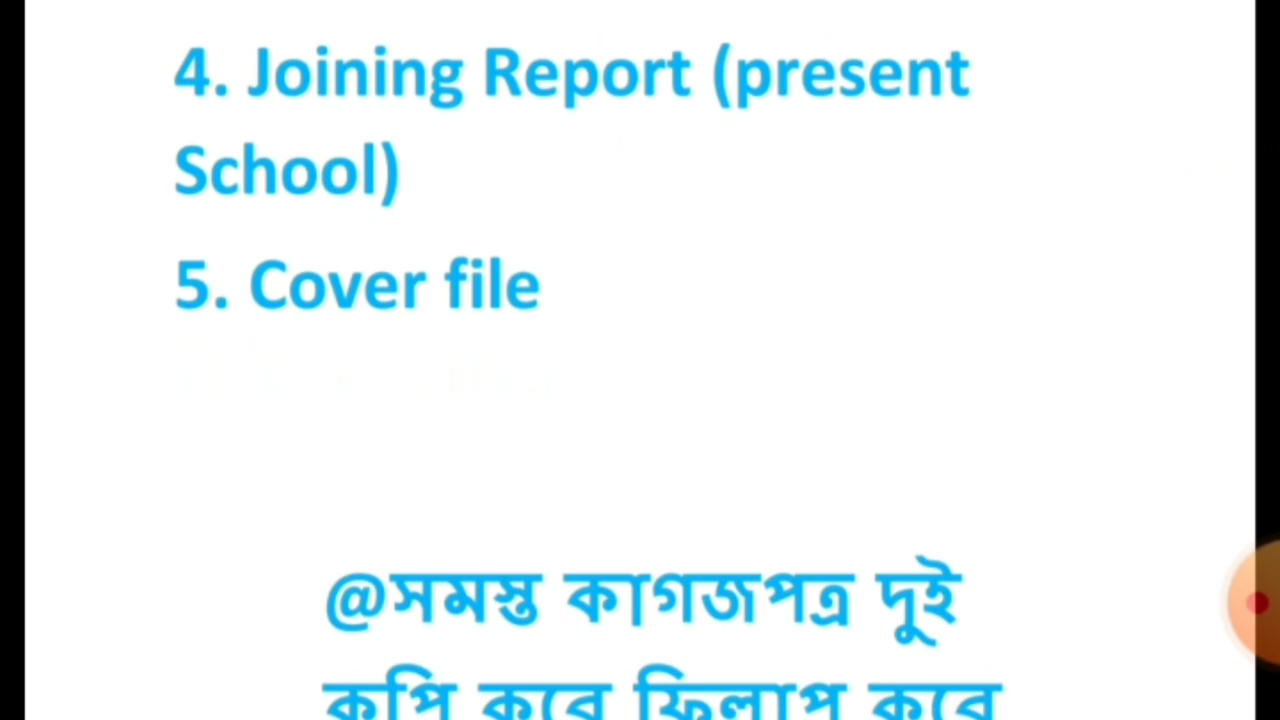 4. Joining Report (present
School)
5. Cover file
@সমস্ত কাগজপত্র দুই
কপি করে ফিলাপ করে